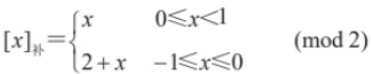 [x]补={x 0≤x<1
2+x -1≤x≤0 (mod 2)